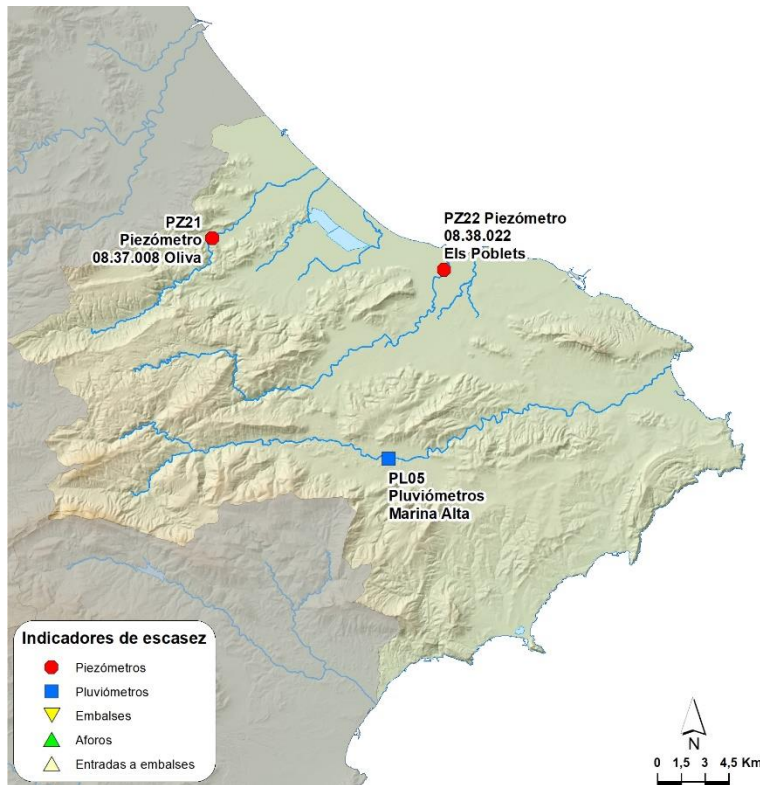 PZ21
Piezómetro
08.37.008 Oliva
PZ22 Piezómetro
08.38.022
Els Poblets
PL05
Pluviómetros
Marina Alta
Indicadores de escasez
Piezómetros
Pluviómetros
Embalses
Aforos
Entradas a embalses
N
0 1,5 3 4,5 Km